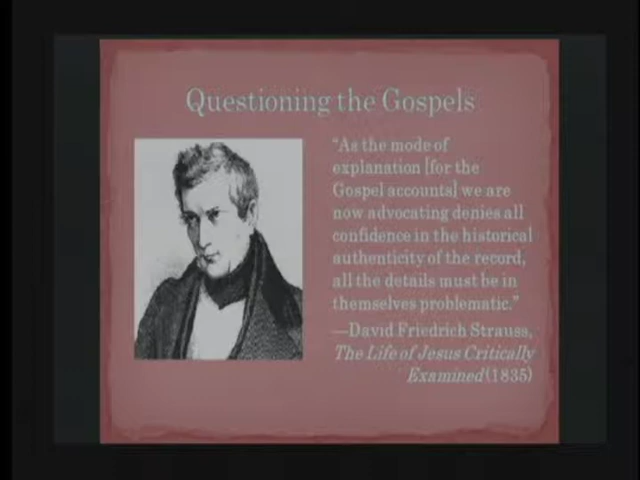 Questioning the Gospels
“As the mode of
explanation [for the
Gospel accounts] we are
now advocating denies all
confidence in the historical
authenticity of the record,
all the details must be in
themselves problematic.”
—David Friedrich Strauss,
The Life of Jesus Critically
Examined (1835)